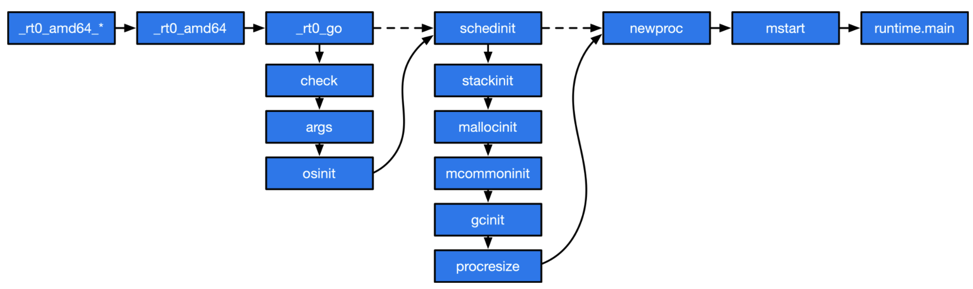 _rt0_amd64_*
_rt0_amd64
_rt0_go
schedinit
newproc
mstart
runtime.main
check
stackinit
args
mallocinit
osinit
mcommoninit
gcinit
procresize